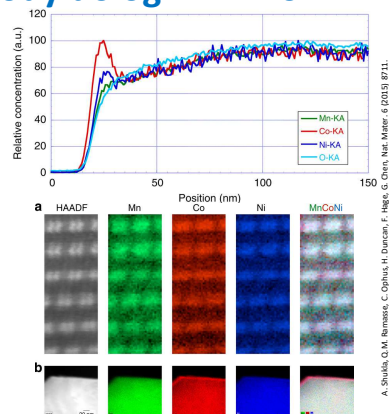 120
100
80
60
40
20
0
Relative concentration (a.u.)
Mn-KA
Co-KA
Ni-KA
O-KA
0 50 100 150
Position (nm)
a
HAADF Mn Co Ni MnCoNi
b
A. Shukla, Q. M. Ramasse, C. Ophus, H. Duncan, F. Hage, G. Chen, Nat. Mater. 6 (2015) 8711.